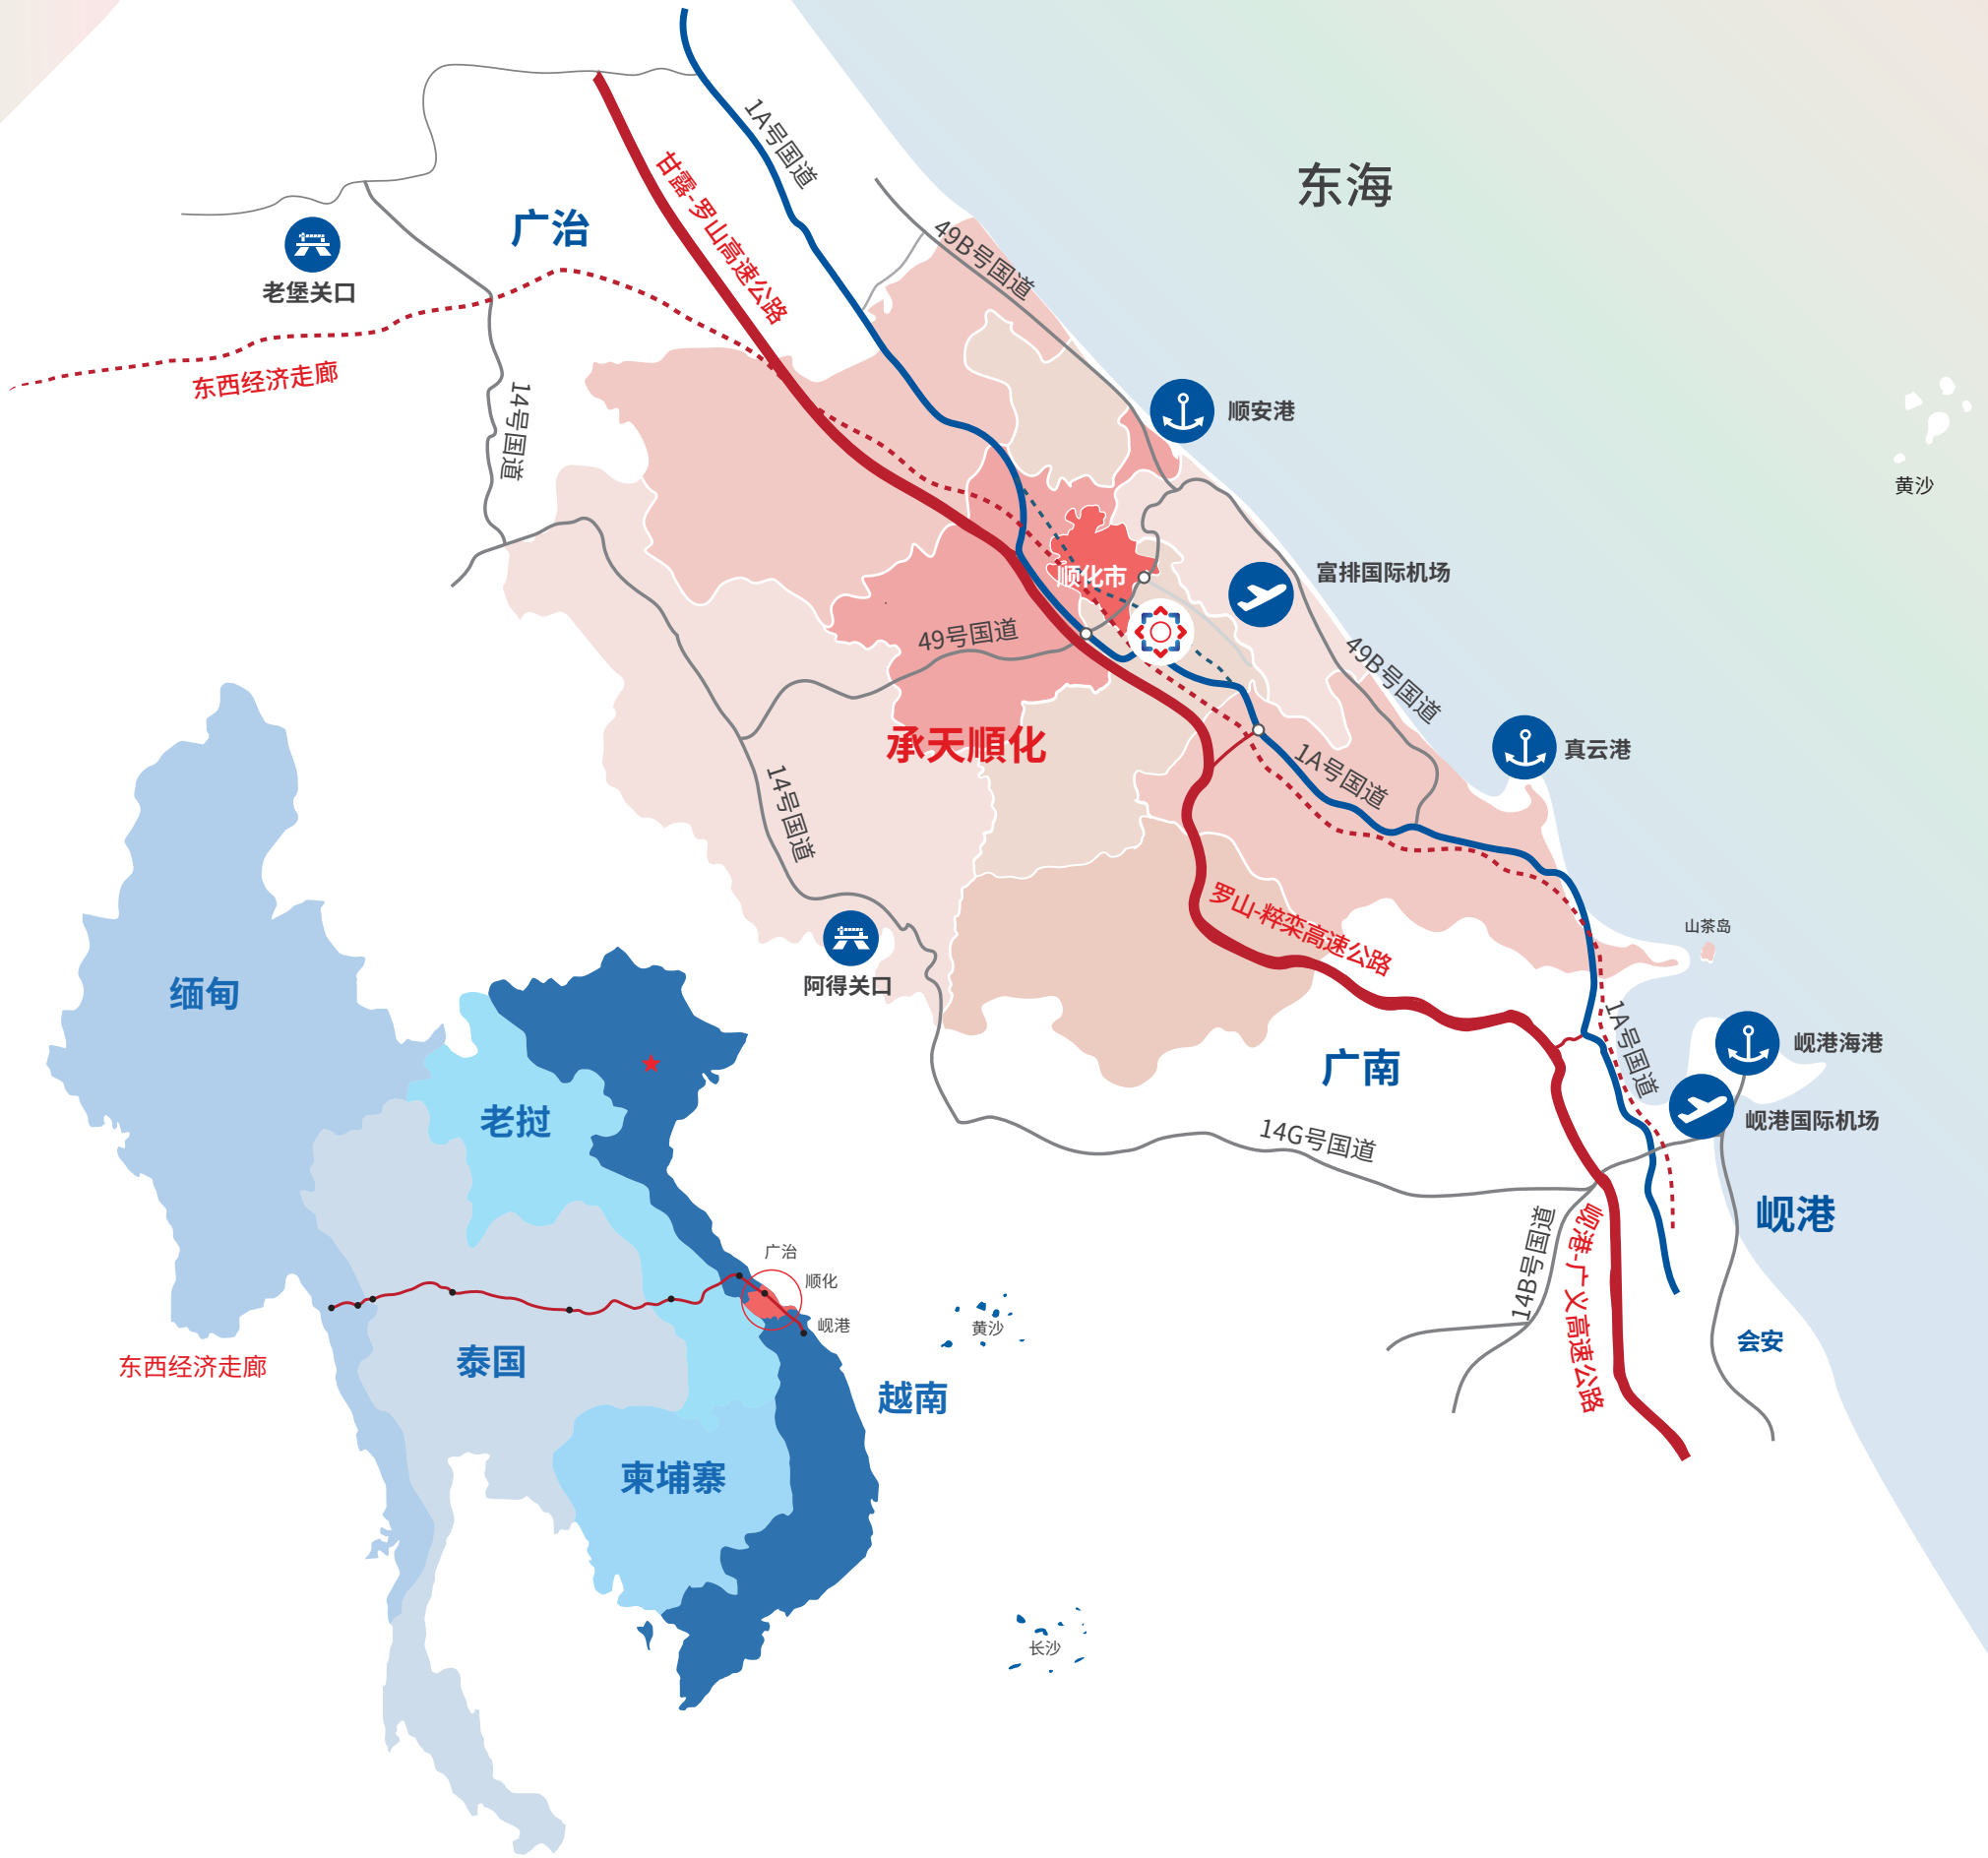 1A号国道
甘露-罗山高速公路
东海
广治
49B号国道
老堡关口
东西经济走廊
14号国道
顺安港
黄沙
富排国际机场
顺化市
49号国道
49B号国道
承天順化
真云港
1A号国道
14号国道
罗山-粹栾高速公路
山茶岛
阿得关口
缅甸
1A号国道
岘港海港
广南
岘港国际机场
老挝
14G号国道
岘港
14B号国道
岘港-广义高速公路
广治
顺化
岘港
黄沙
会安
东西经济走廊
泰国
越南
柬埔寨
长沙